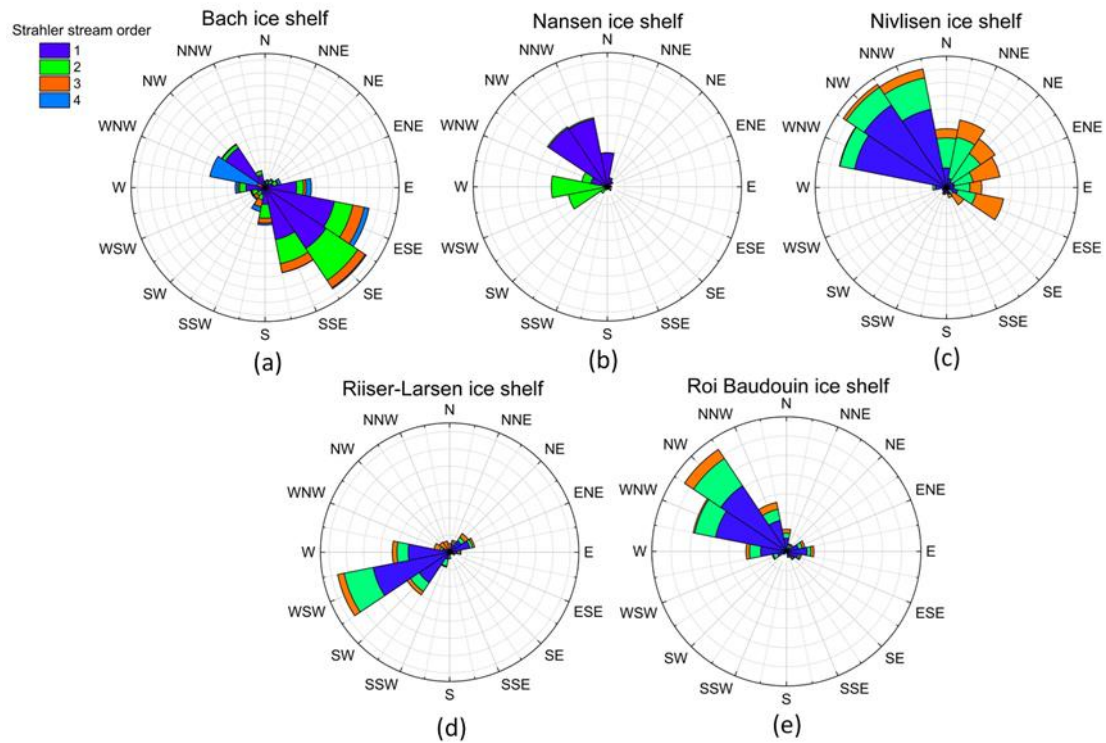 Strahler stream order
1
2
3
4
Bach ice shelf
N
NNE
NE
ENE
E
ESE
SE
SSE
S
SSW
SW
WSW
W
WNW
NW
NNW
(a)
Nansen ice shelf
N
NNE
NE
ENE
E
ESE
SE
SSE
S
SSW
SW
WSW
W
WNW
NW
NNW
(b)
Nivlisen ice shelf
N
NNE
NE
ENE
E
ESE
SE
SSE
S
SSW
SW
WSW
W
WNW
NW
NNW
(c)
Riiser-Larsen ice shelf
N
NNE
NE
ENE
E
ESE
SE
SSE
S
SSW
SW
WSW
W
WNW
NW
NNW
(d)
Roi Baudouin ice shelf
N
NNE
NE
ENE
E
ESE
SE
SSE
S
SSW
SW
WSW
W
WNW
NW
NNW
(e)